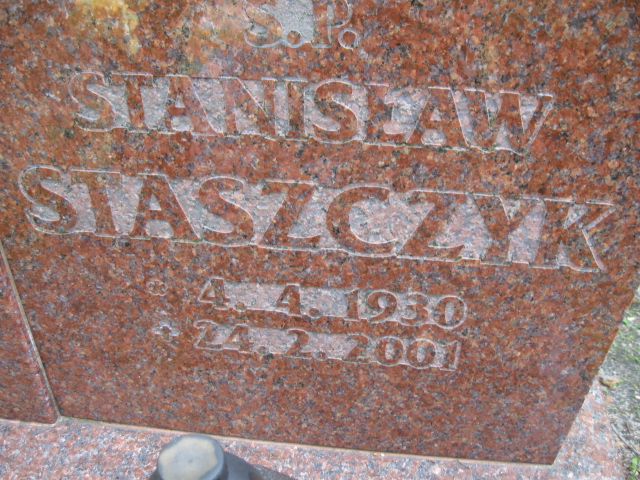 Ś.P.
STANISŁAW
STASZCZYK
* 4.4.1930
+ 24.2.2001